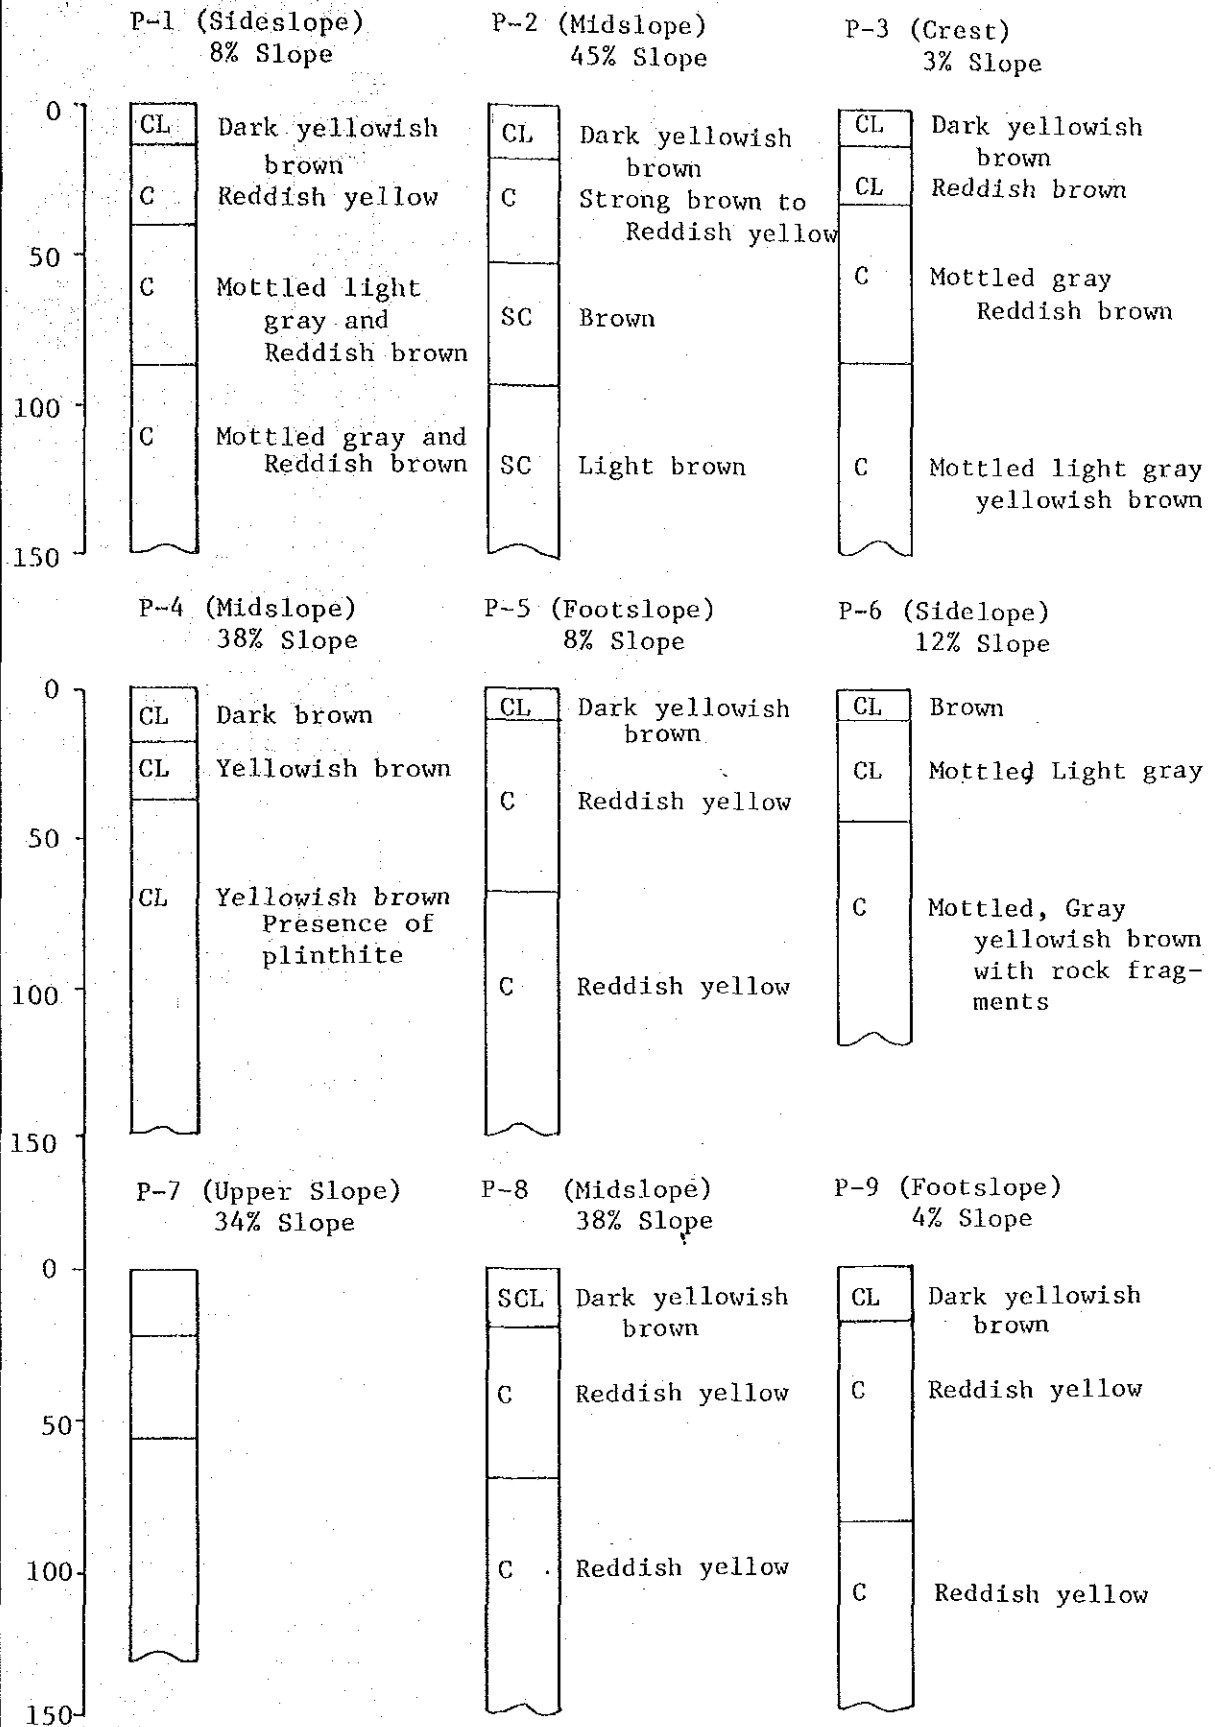 P-1 (Sideslope)
8% Slope
P-2 (Midslope)
45% Slope
P-3 (Crest)
3% Slope
0
50
100
150
CL
Dark yellowish
brown
C
Reddish yellow
C
Mottled light
gray and
Reddish brown
C
Mottled gray and
Reddish brown
CL
Dark yellowish
brown
C
Strong brown to
Reddish yellow
SC
Brown
SC
Light brown
CL
Dark yellowish
brown
CL
Reddish brown
C
Mottled gray
Reddish brown
C
Mottled light gray
yellowish brown
P-4 (Midslope)
38% Slope
P-5 (Footslope)
8% Slope
P-6 (Sidelope)
12% Slope
0
50
100
150
CL
Dark brown
CL
Yellowish brown
CL
Yellowish brown
Presence of
plinthite
CL
Dark yellowish
brown
C
Reddish yellow
C
Reddish yellow
CL
Brown
CL
Mottled Light gray
C
Mottled, Gray
yellowish brown
with rock frag-
ments
P-7 (Upper Slope)
34% Slope
P-8 (Midslope)
38% Slope
P-9 (Footslope)
4% Slope
0
50
100
150
SCL
Dark yellowish
brown
C
Reddish yellow
C
Reddish yellow
CL
Dark yellowish
brown
C
Reddish yellow
C
Reddish yellow